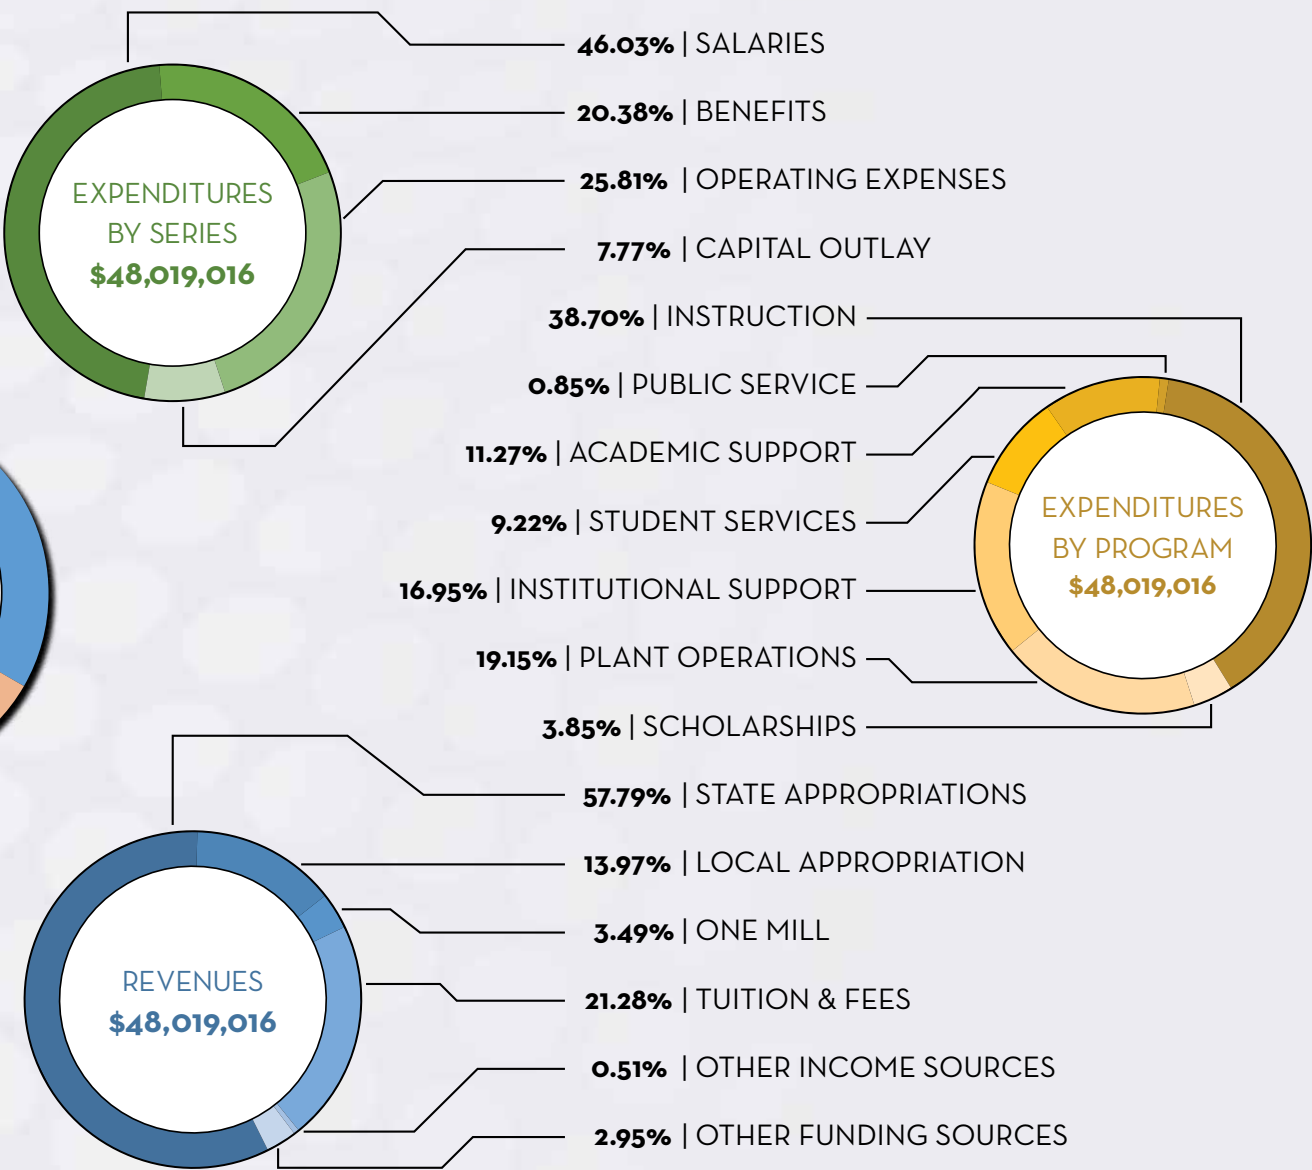 EXPENDITURES
BY SERIES
$48,019,016
46.03% | SALARIES
20.38% | BENEFITS
25.81% | OPERATING EXPENSES
7.77% | CAPITAL OUTLAY
38.70% | INSTRUCTION
0.85% | PUBLIC SERVICE
11.27% | ACADEMIC SUPPORT
9.22% | STUDENT SERVICES
16.95% | INSTITUTIONAL SUPPORT
19.15% | PLANT OPERATIONS
3.85% | SCHOLARSHIPS
EXPENDITURES
BY PROGRAM
$48,019,016
57.79% | STATE APPROPRIATIONS
13.97% | LOCAL APPROPRIATION
3.49% | ONE MILL
21.28% | TUITION & FEES
0.51% | OTHER INCOME SOURCES
2.95% | OTHER FUNDING SOURCES
REVENUES
$48,019,016